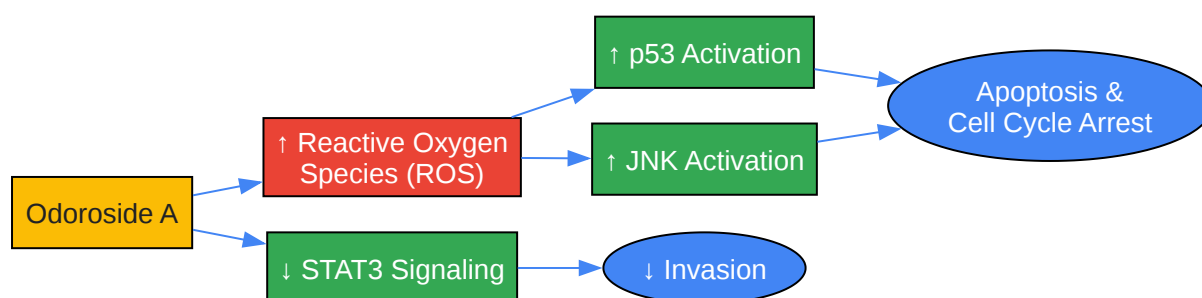 Odoroside A
↑ Reactive Oxygen
Species (ROS)
↑ p53 Activation
↑ JNK Activation
Apoptosis &
Cell Cycle Arrest
↓ STAT3 Signaling
↓ Invasion